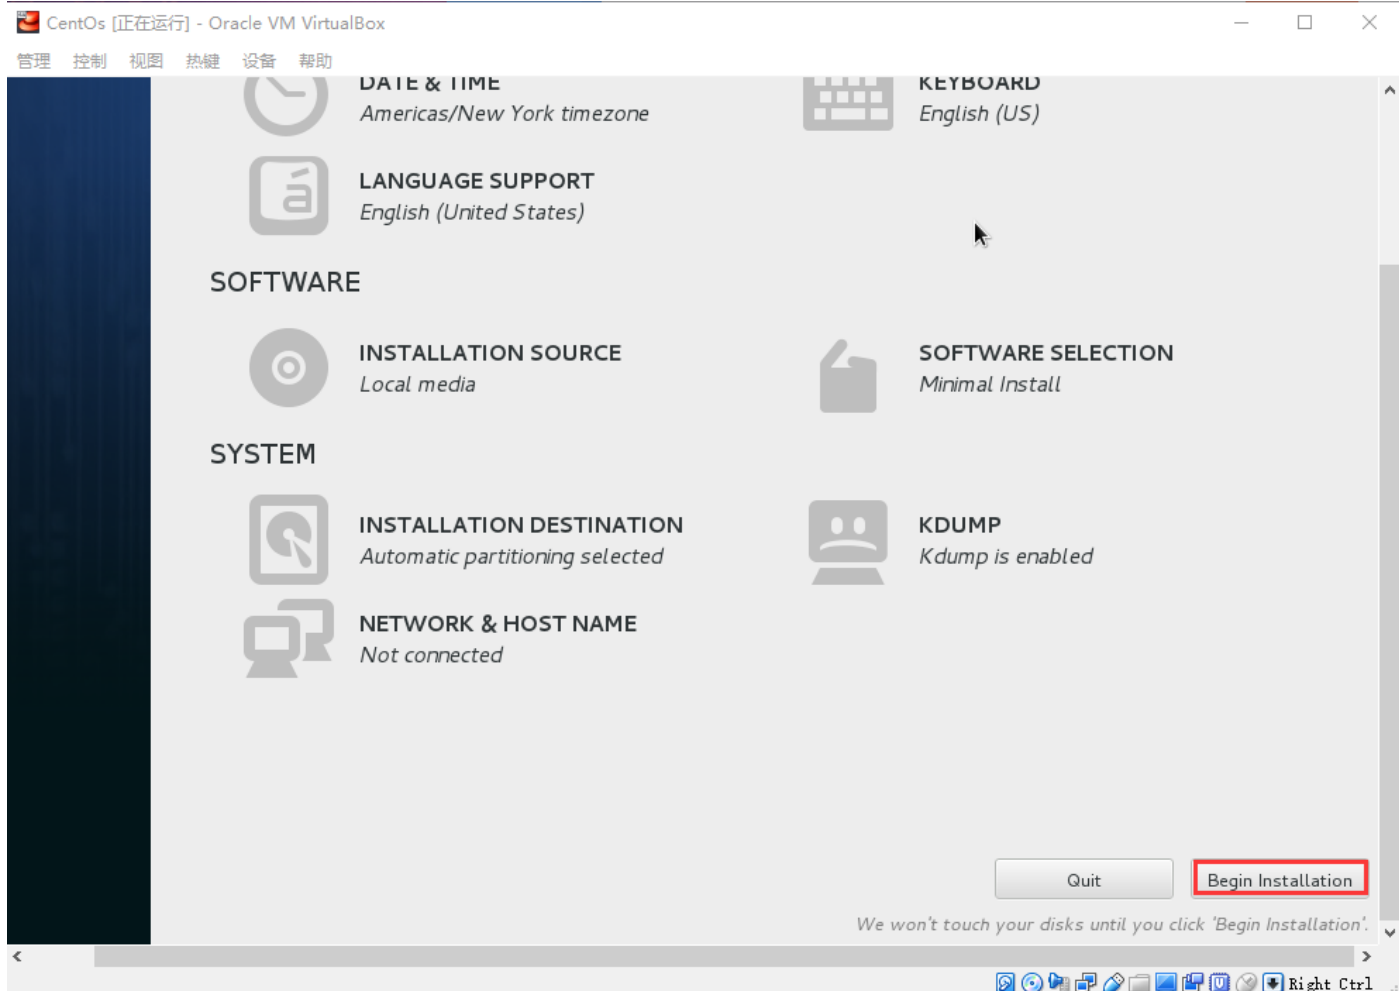 CentOs [正在运行] - Oracle VM VirtualBox
管理 控制 视图 热键 设备 帮助
DATE & TIME
Americas/New York timezone
KEYBOARD
English (US)
LANGUAGE SUPPORT
English (United States)
SOFTWARE
INSTALLATION SOURCE
Local media
SOFTWARE SELECTION
Minimal Install
SYSTEM
INSTALLATION DESTINATION
Automatic partitioning selected
KDUMP
Kdump is enabled
NETWORK & HOST NAME
Not connected
Quit
Begin Installation
We won't touch your disks until you click 'Begin Installation'.
Right Ctrl